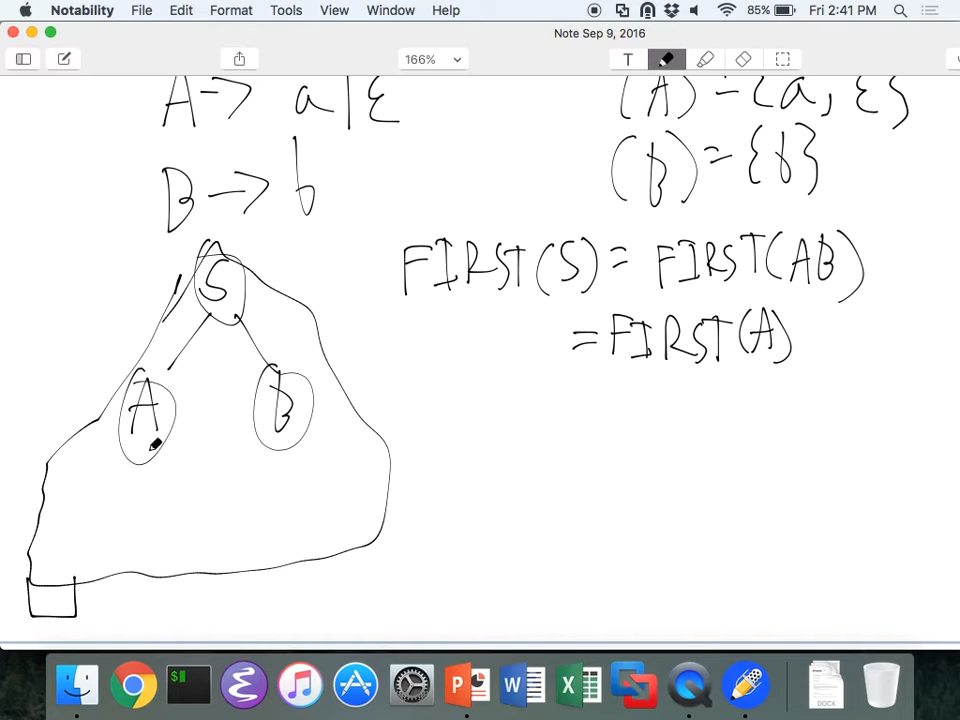 Notability File Edit Format Tools View Window Help 85% Fri 2:41 PM
Note Sep 9, 2016
166% T
A -> a|ε
(A) = {a, ε}
B -> b
(B) = {b}
FIRST(S) = FIRST(AB)
= FIRST(A)
S
A B
$
P W X
DOCX